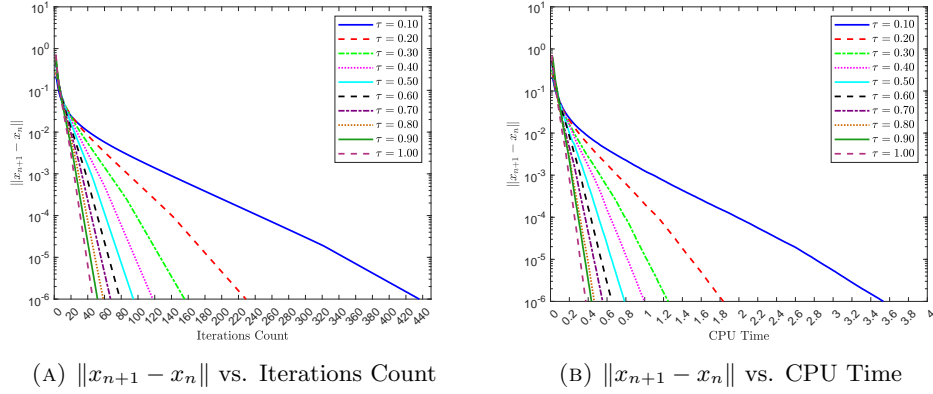 10^1
10^0
10^-1
10^-2
10^-3
10^-4
10^-5
10^-6
||x_{n+1} − x_n||
0 20 40 60 80 100 120 140 160 180 200 220 240 260 280 300 320 340 360 380 400 420 440
Iterations Count
τ = 0.10
τ = 0.20
τ = 0.30
τ = 0.40
τ = 0.50
τ = 0.60
τ = 0.70
τ = 0.80
τ = 0.90
τ = 1.00
(A) ||x_{n+1} − x_n|| vs. Iterations Count
10^1
10^0
10^-1
10^-2
10^-3
10^-4
10^-5
10^-6
||x_{n+1} − x_n||
0 0.2 0.4 0.6 0.8 1 1.2 1.4 1.6 1.8 2 2.2 2.4 2.6 2.8 3 3.2 3.4 3.6 3.8 4
CPU Time
τ = 0.10
τ = 0.20
τ = 0.30
τ = 0.40
τ = 0.50
τ = 0.60
τ = 0.70
τ = 0.80
τ = 0.90
τ = 1.00
(B) ||x_{n+1} − x_n|| vs. CPU Time